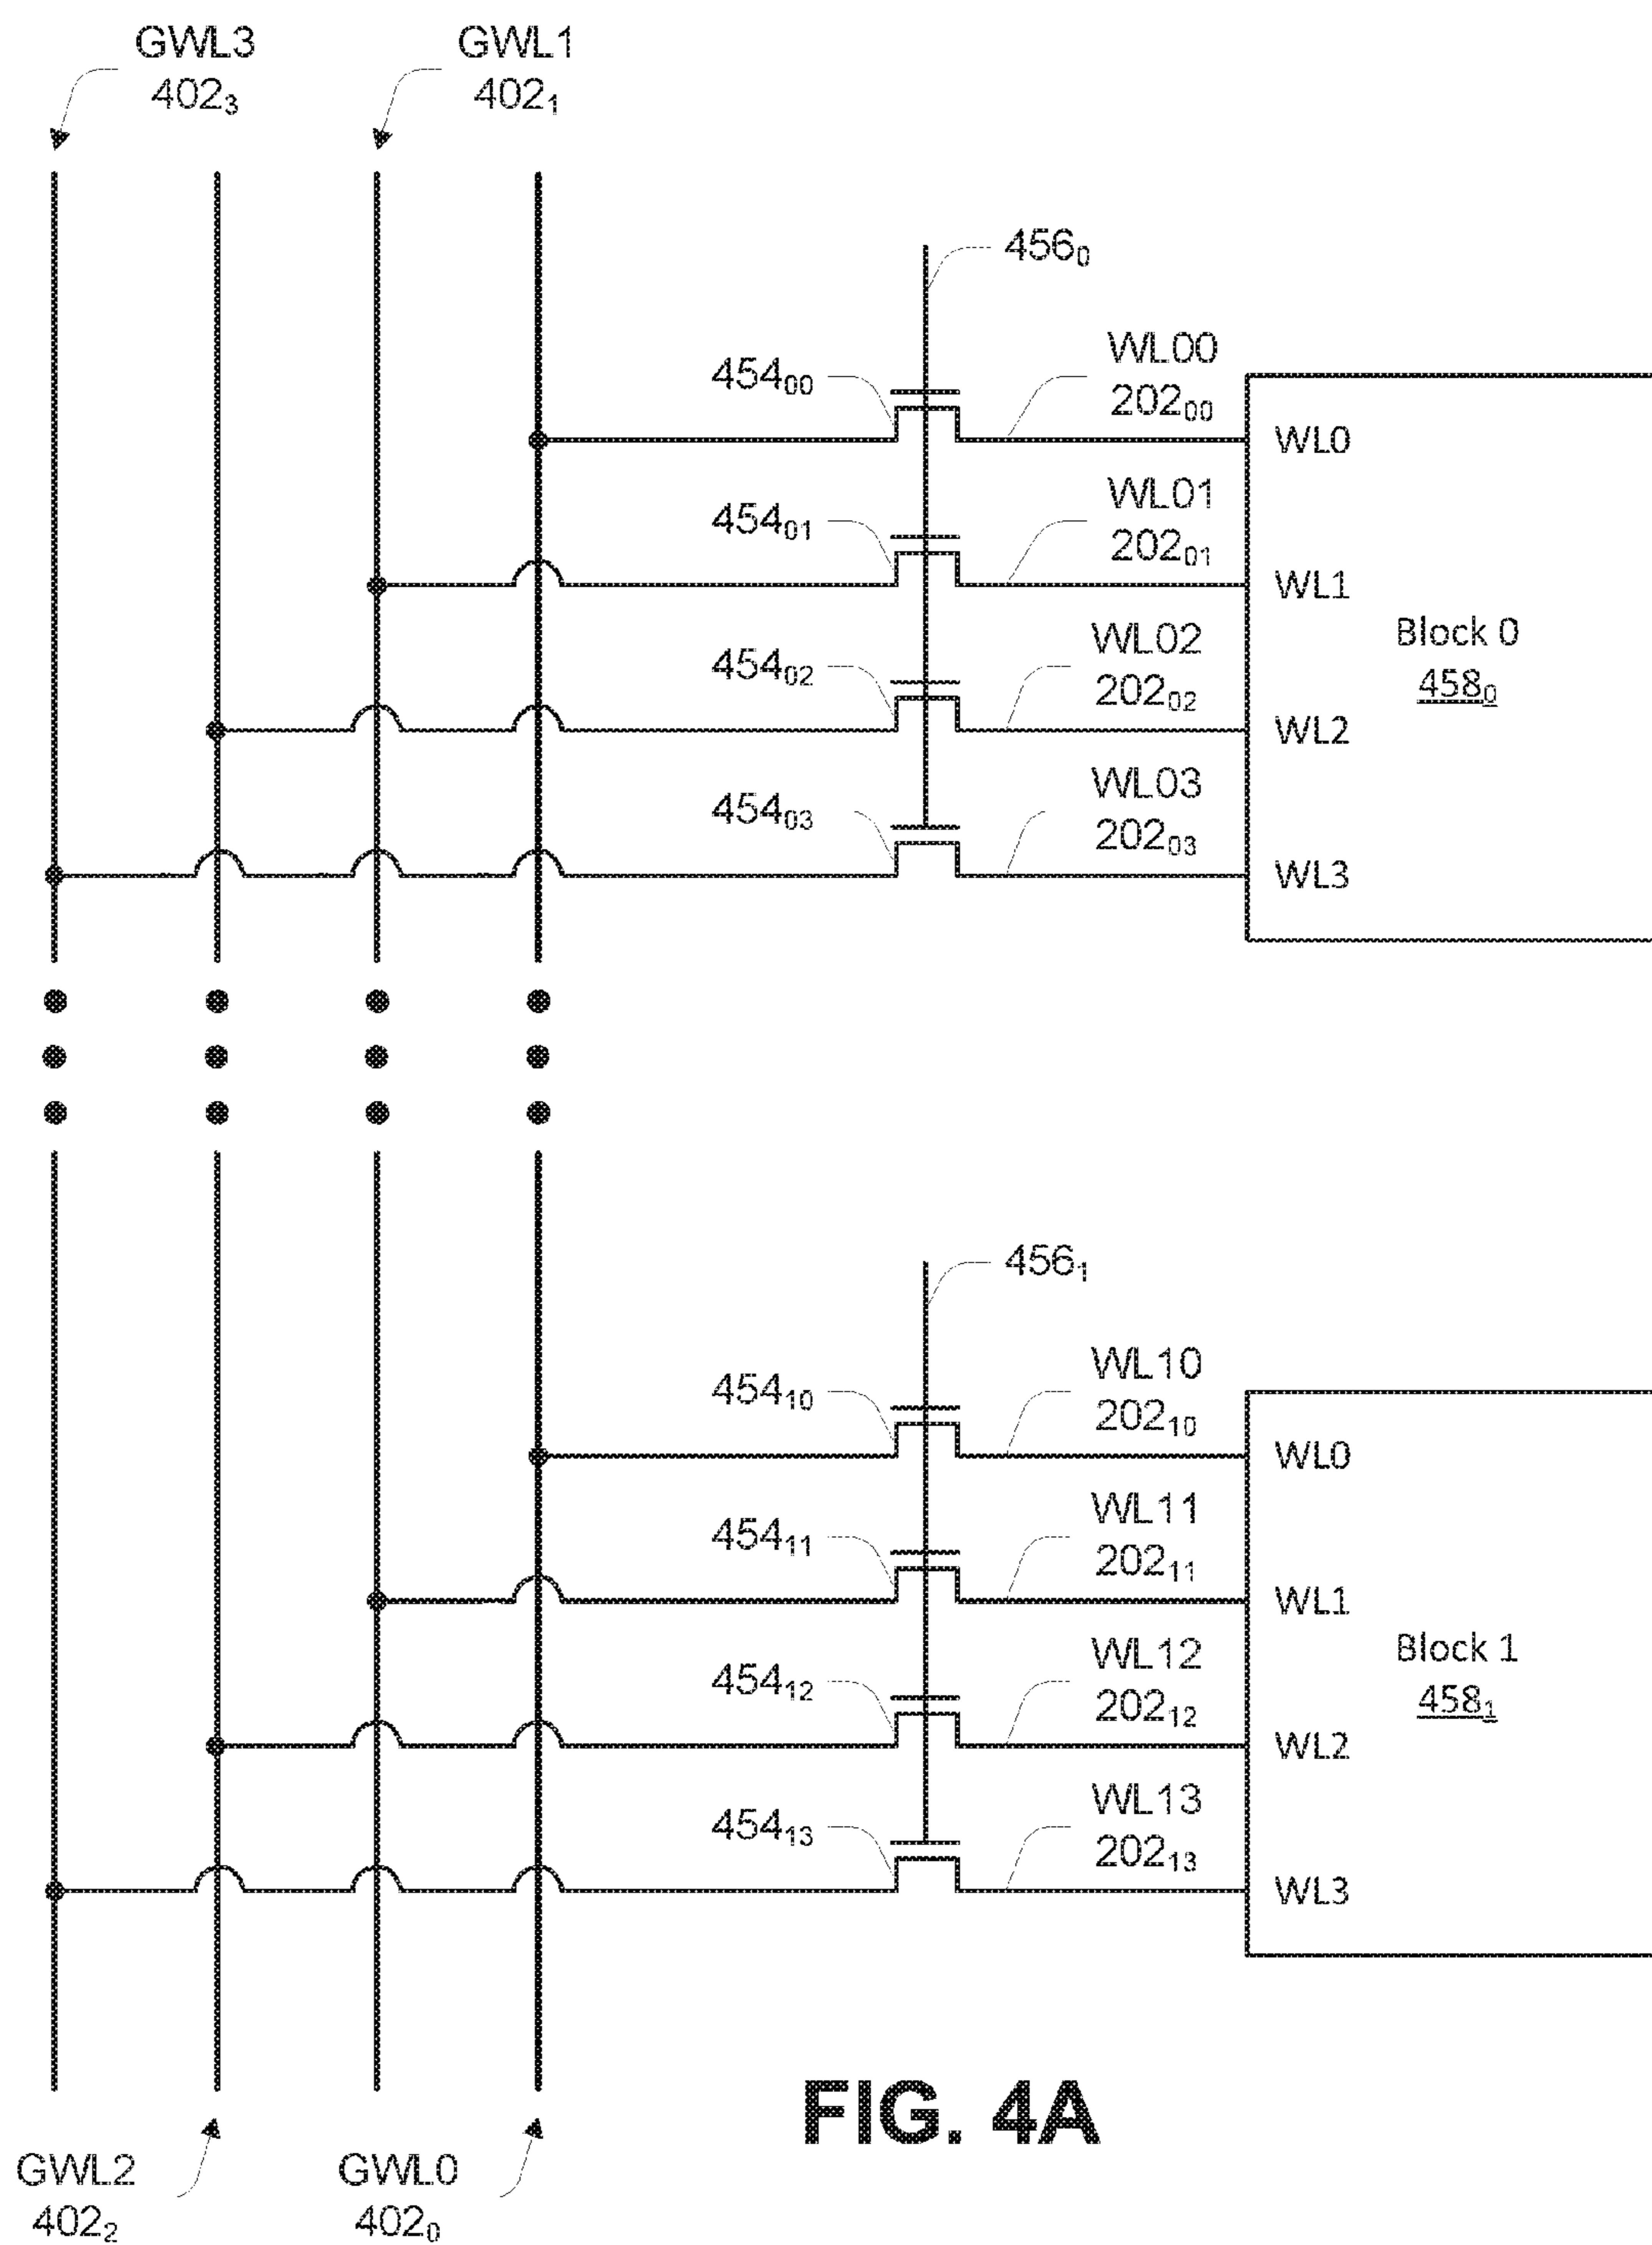 GWL3
402₃
GWL1
402₁
456₀
454₀₀
WL00
202₀₀
WL0
454₀₁
WL01
202₀₁
WL1
454₀₂
WL02
202₀₂
WL2
454₀₃
WL03
202₀₃
WL3
Block 0
458₀
456₁
454₁₀
WL10
202₁₀
WL0
454₁₁
WL11
202₁₁
WL1
454₁₂
WL12
202₁₂
WL2
454₁₃
WL13
202₁₃
WL3
Block 1
458₁
GWL2
402₂
GWL0
402₀
FIG. 4A